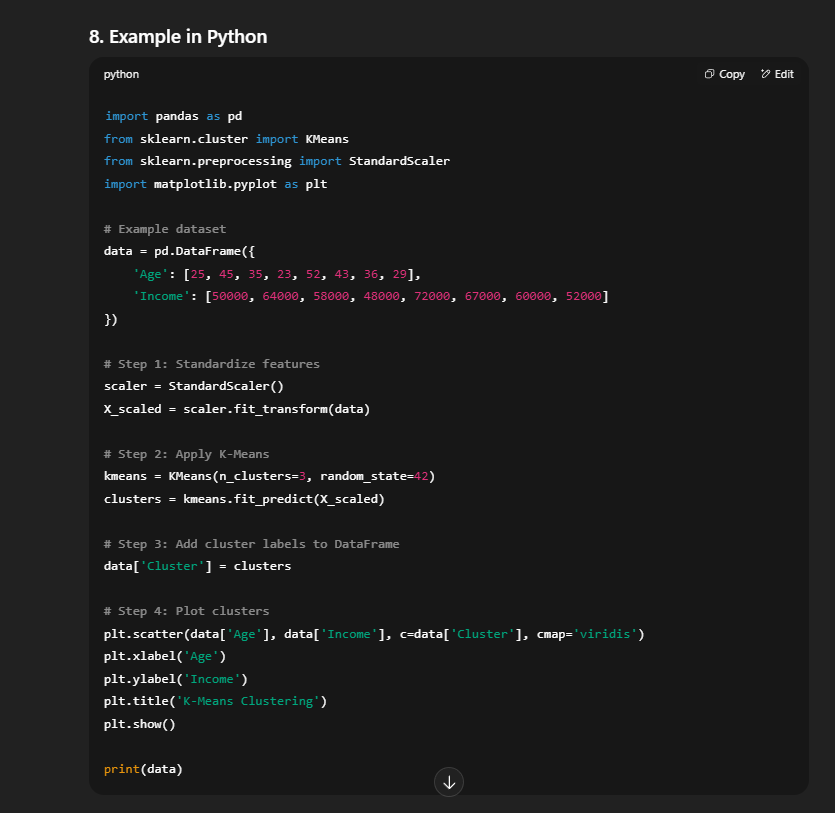 8. Example in Python
python
Copy
Edit
import pandas as pd
from sklearn.cluster import KMeans
from sklearn.preprocessing import StandardScaler
import matplotlib.pyplot as plt
# Example dataset
data = pd.DataFrame({
    'Age': [25, 45, 35, 23, 52, 43, 36, 29],
    'Income': [50000, 64000, 58000, 48000, 72000, 67000, 60000, 52000]
})
# Step 1: Standardize features
scaler = StandardScaler()
X_scaled = scaler.fit_transform(data)
# Step 2: Apply K-Means
kmeans = KMeans(n_clusters=3, random_state=42)
clusters = kmeans.fit_predict(X_scaled)
# Step 3: Add cluster labels to DataFrame
data['Cluster'] = clusters
# Step 4: Plot clusters
plt.scatter(data['Age'], data['Income'], c=data['Cluster'], cmap='viridis')
plt.xlabel('Age')
plt.ylabel('Income')
plt.title('K-Means Clustering')
plt.show()
print(data)